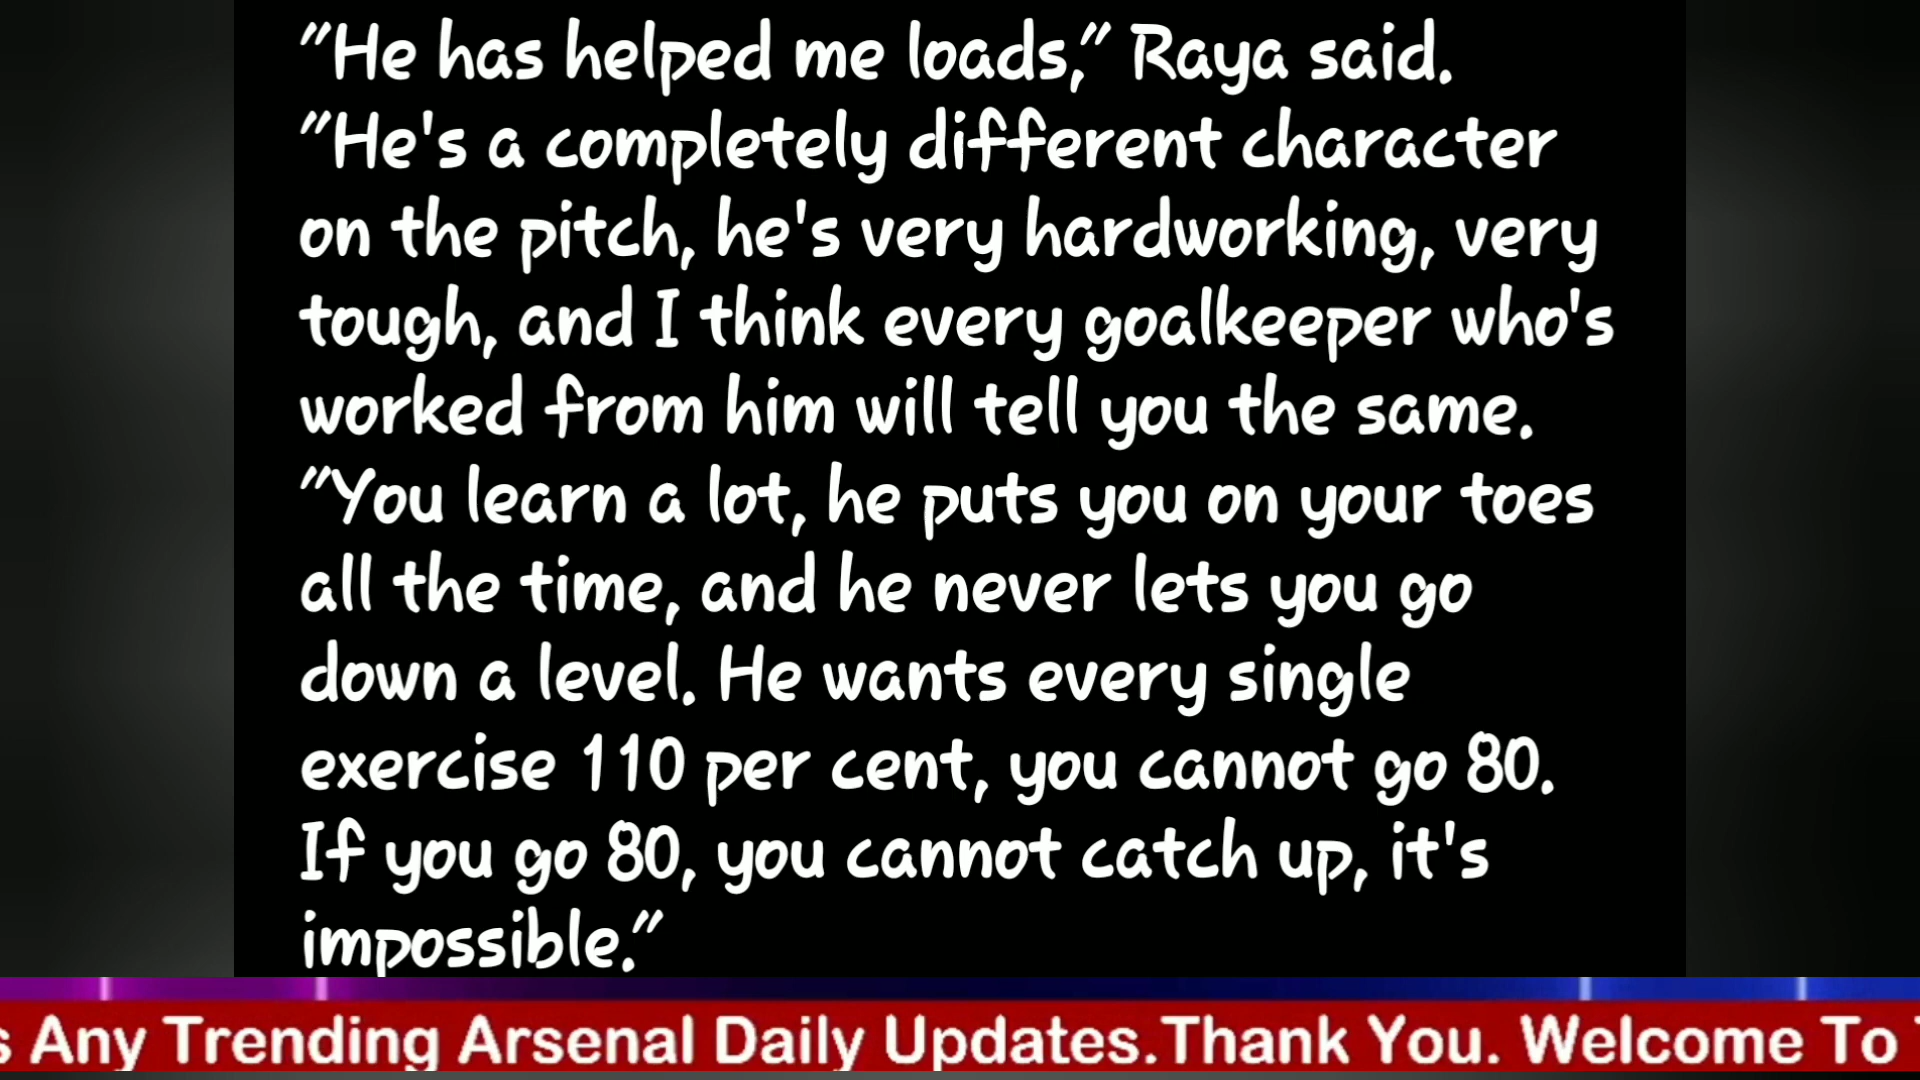 "He has helped me loads," Raya said.
"He's a completely different character
on the pitch, he's very hardworking, very
tough, and I think every goalkeeper who's
worked from him will tell you the same.
"You learn a lot, he puts you on your toes
all the time, and he never lets you go
down a level. He wants every single
exercise 110 per cent, you cannot go 80.
If you go 80, you cannot catch up, it's
impossible."
s Any Trending Arsenal Daily Updates.Thank You. Welcome To